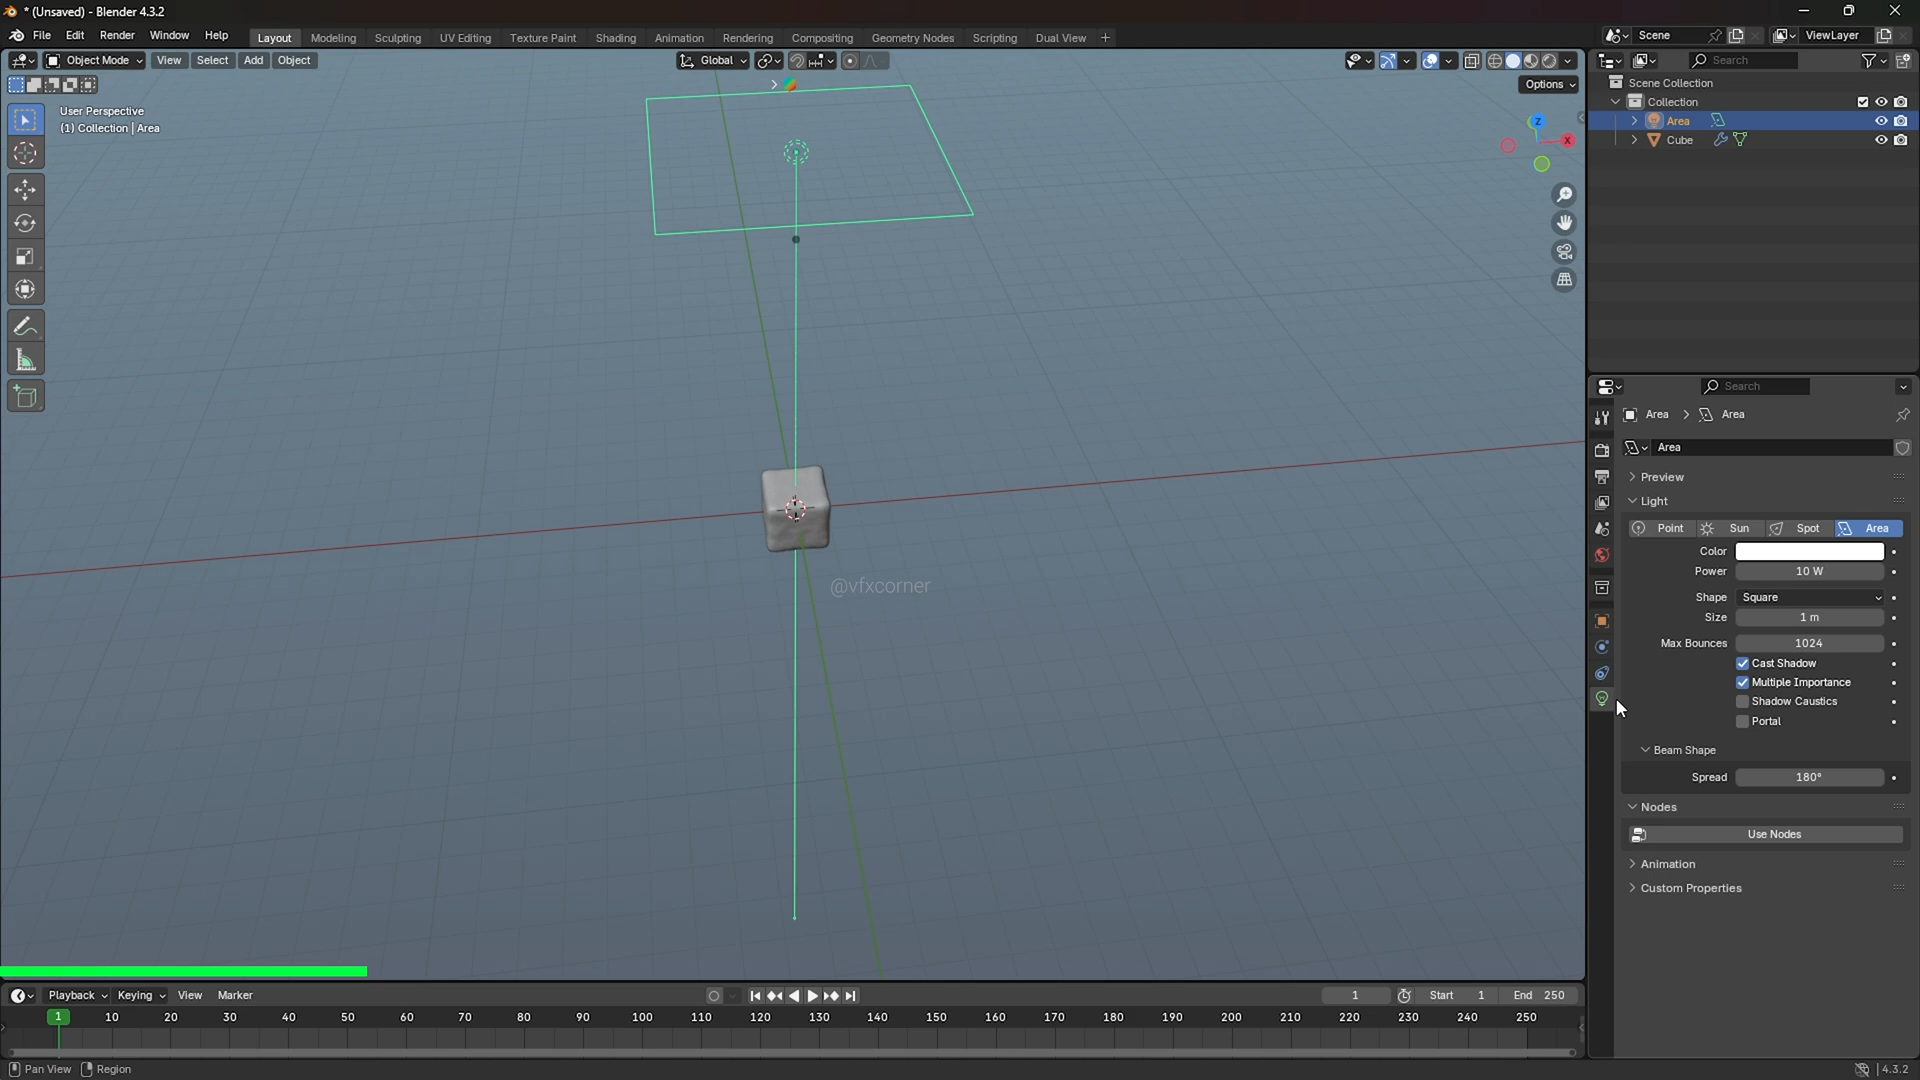 * (Unsaved) - Blender 4.3.2
File Edit Render Window Help Layout Modeling Sculpting UV Editing Texture Paint Shading Animation Rendering Compositing Geometry Nodes Scripting Dual View + Scene ViewLayer
Object Mode View Select Add Object Global Search
Options
User Perspective
(1) Collection | Area
Z
X
Scene Collection
Collection
Area
Cube
Search
Area > Area
Area
Preview
Light
Point Sun Spot Area
Color
Power 10 W
Shape Square
Size 1 m
Max Bounces 1024
Cast Shadow
Multiple Importance
Shadow Caustics
Portal
Beam Shape
Spread 180°
Nodes
Use Nodes
Animation
Custom Properties
@vfxcorner
Playback Keying View Marker 1 Start 1 End 250
1 10 20 30 40 50 60 70 80 90 100 110 120 130 140 150 160 170 180 190 200 210 220 230 240 250
Pan View Region 4.3.2